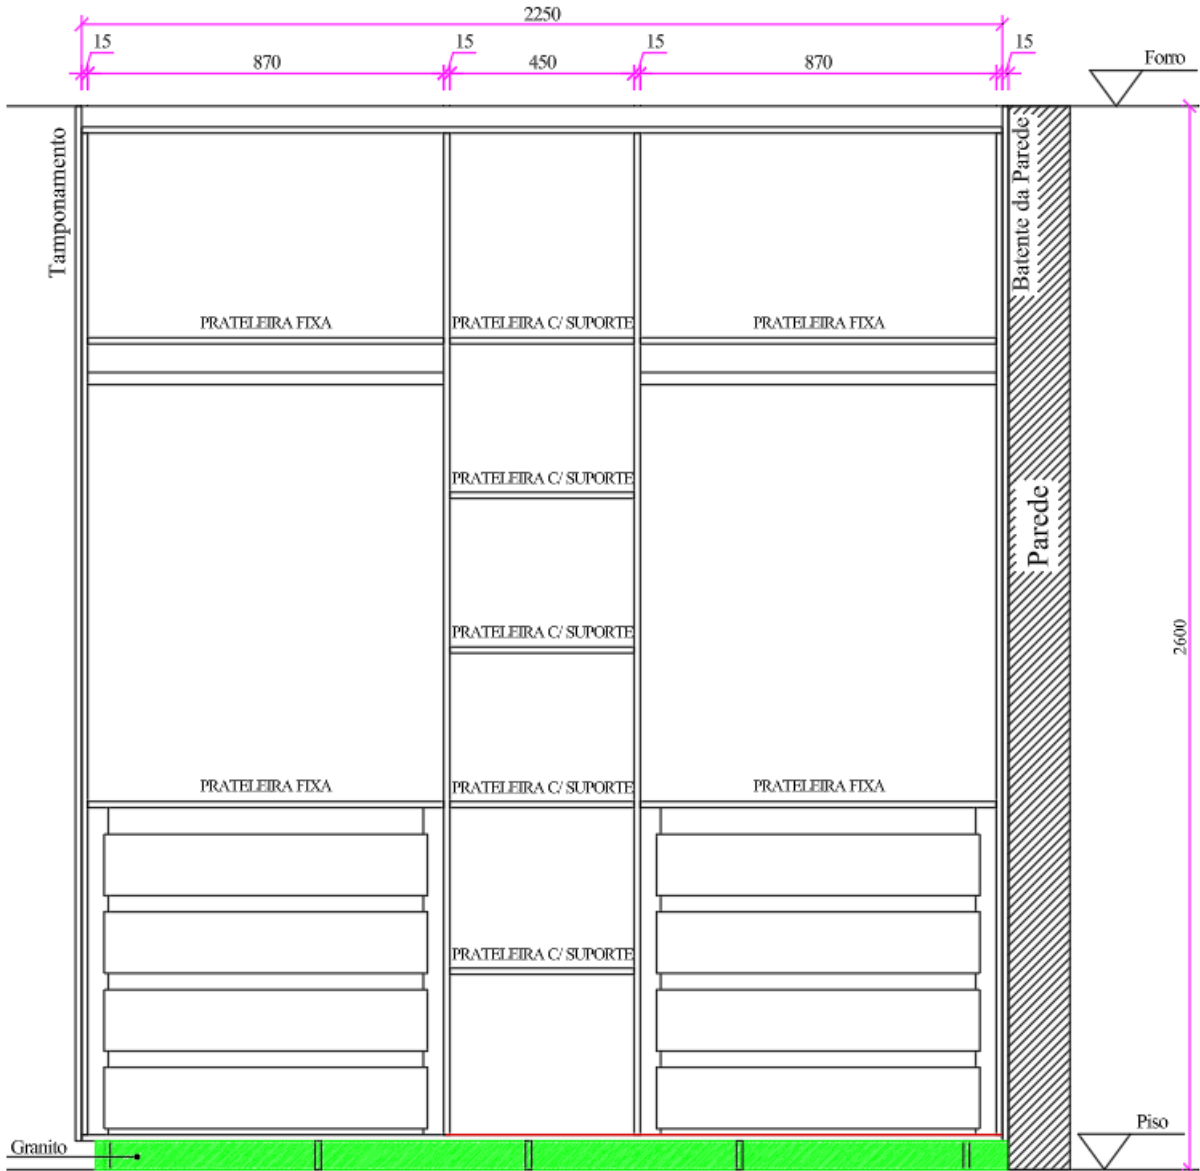 2250
15
15
15
15
870
450
870
Forro
Tamponamento
Batente da Parede
PRATELEIRA FIXA
PRATELEIRA C/ SUPORTE
PRATELEIRA FIXA
PRATELEIRA C/ SUPORTE
Parede
PRATELEIRA C/ SUPORTE
2600
PRATELEIRA FIXA
PRATELEIRA C/ SUPORTE
PRATELEIRA FIXA
PRATELEIRA C/ SUPORTE
Piso
Granito